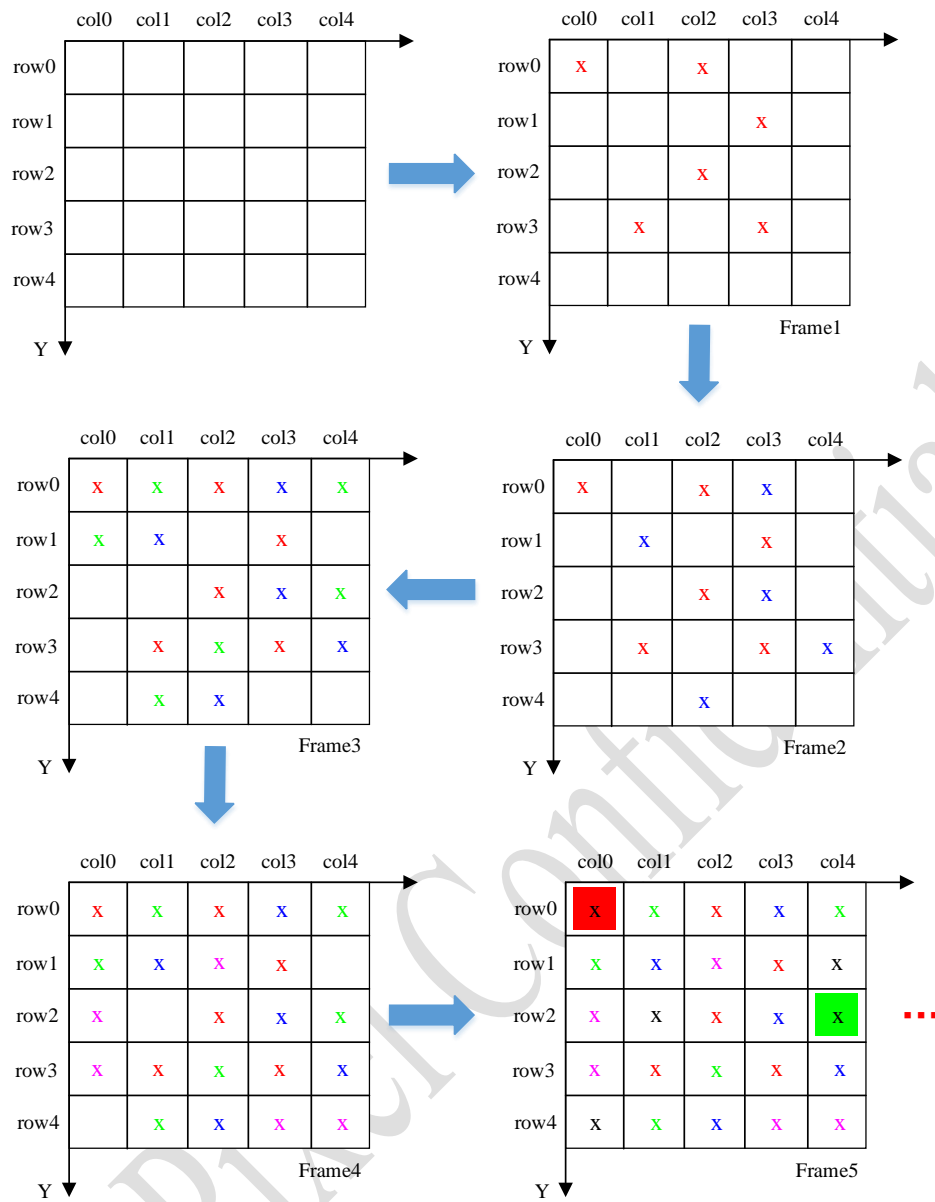 col0 col1 col2 col3 col4
row0
row1
row2
row3
row4
Y
col0 col1 col2 col3 col4
row0 x x
row1 x
row2 x
row3 x x
row4
Frame1
Y
col0 col1 col2 col3 col4
row0 x x x
row1 x x
row2 x x
row3 x x x
row4 x
Frame2
Y
col0 col1 col2 col3 col4
row0 x x x x x
row1 x x x
row2 x x x
row3 x x x x
row4 x x
Frame3
Y
col0 col1 col2 col3 col4
row0 x x x x x
row1 x x x x
row2 x x x x
row3 x x x x x
row4 x x x x
Frame4
Y
col0 col1 col2 col3 col4
row0 x x x x x
row1 x x x x x
row2 x x x x x
row3 x x x x x
row4 x x x x x
Frame5
Y